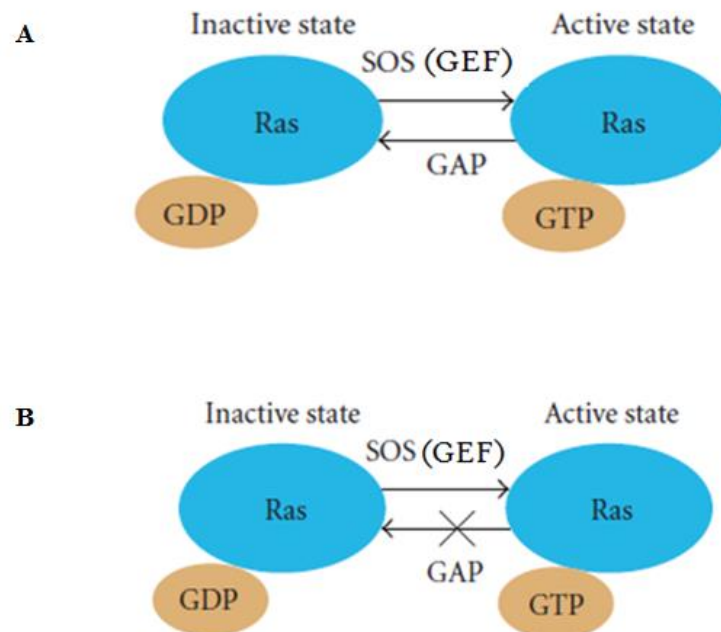 A
Inactive state
Active state
SOS (GEF)
Ras
Ras
GAP
GDP
GTP
B
Inactive state
Active state
SOS (GEF)
Ras
Ras
GAP
GDP
GTP